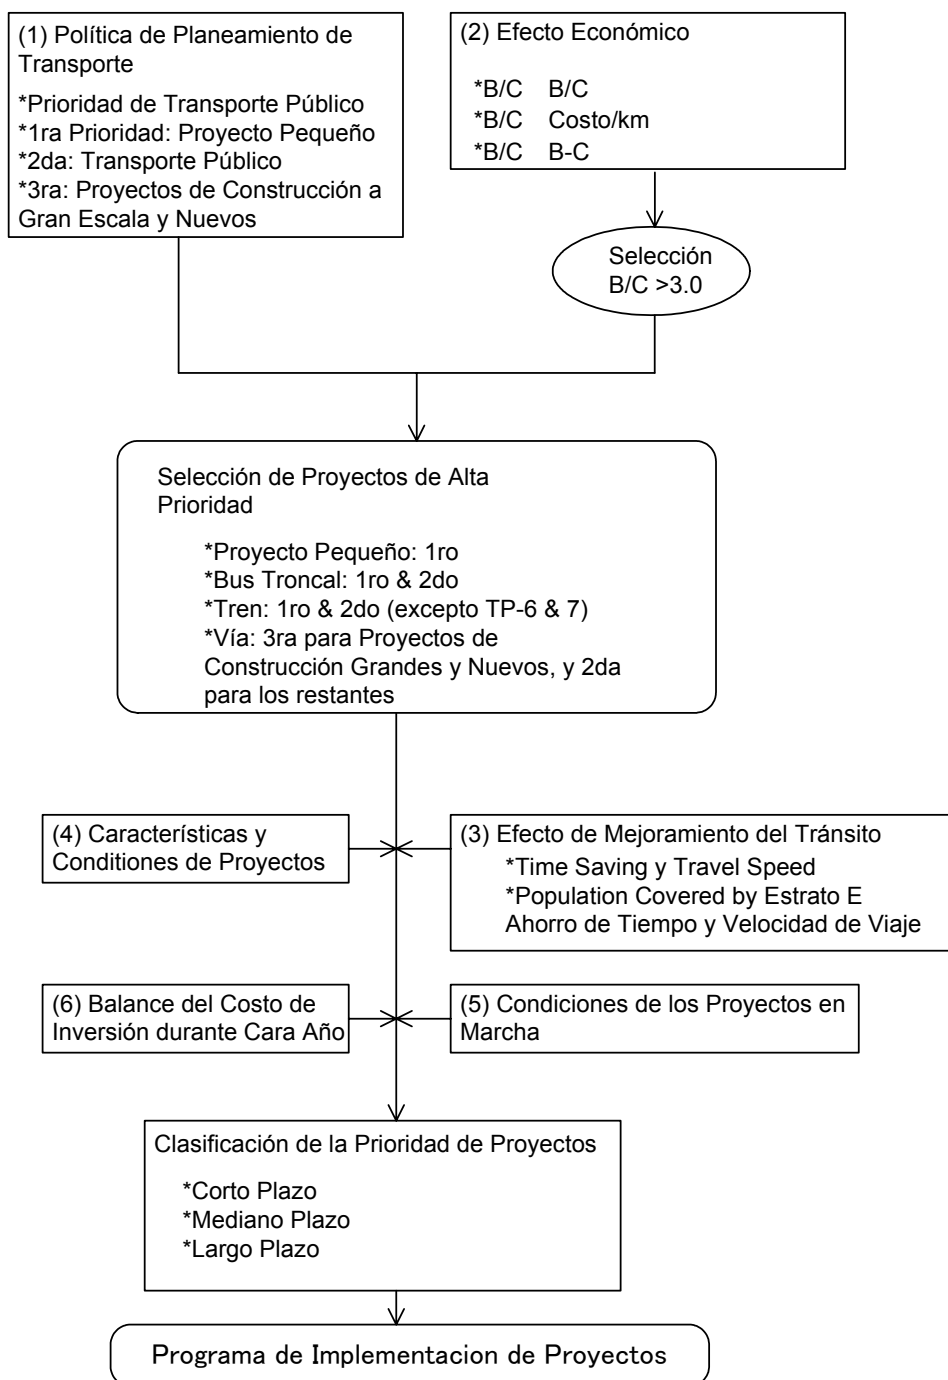 (1) Política de Planeamiento de
Transporte
*Prioridad de Transporte Público
*1ra Prioridad: Proyecto Pequeño
*2da: Transporte Público
*3ra: Proyectos de Construcción a
Gran Escala y Nuevos
(2) Efecto Económico
*B/C B/C
*B/C Costo/km
*B/C B-C
Selección
B/C >3.0
Selección de Proyectos de Alta
Prioridad
*Proyecto Pequeño: 1ro
*Bus Troncal: 1ro & 2do
*Tren: 1ro & 2do (excepto TP-6 & 7)
*Vía: 3ra para Proyectos de
Construcción Grandes y Nuevos, y 2da
para los restantes
(4) Características y
Conditiones de Proyectos
(3) Efecto de Mejoramiento del Tránsito
*Time Saving y Travel Speed
*Population Covered by Estrato E
Ahorro de Tiempo y Velocidad de Viaje
(6) Balance del Costo de
Inversión durante Cara Año
(5) Condiciones de los Proyectos en
Marcha
Clasificación de la Prioridad de Proyectos
*Corto Plazo
*Mediano Plazo
*Largo Plazo
Programa de Implementacion de Proyectos